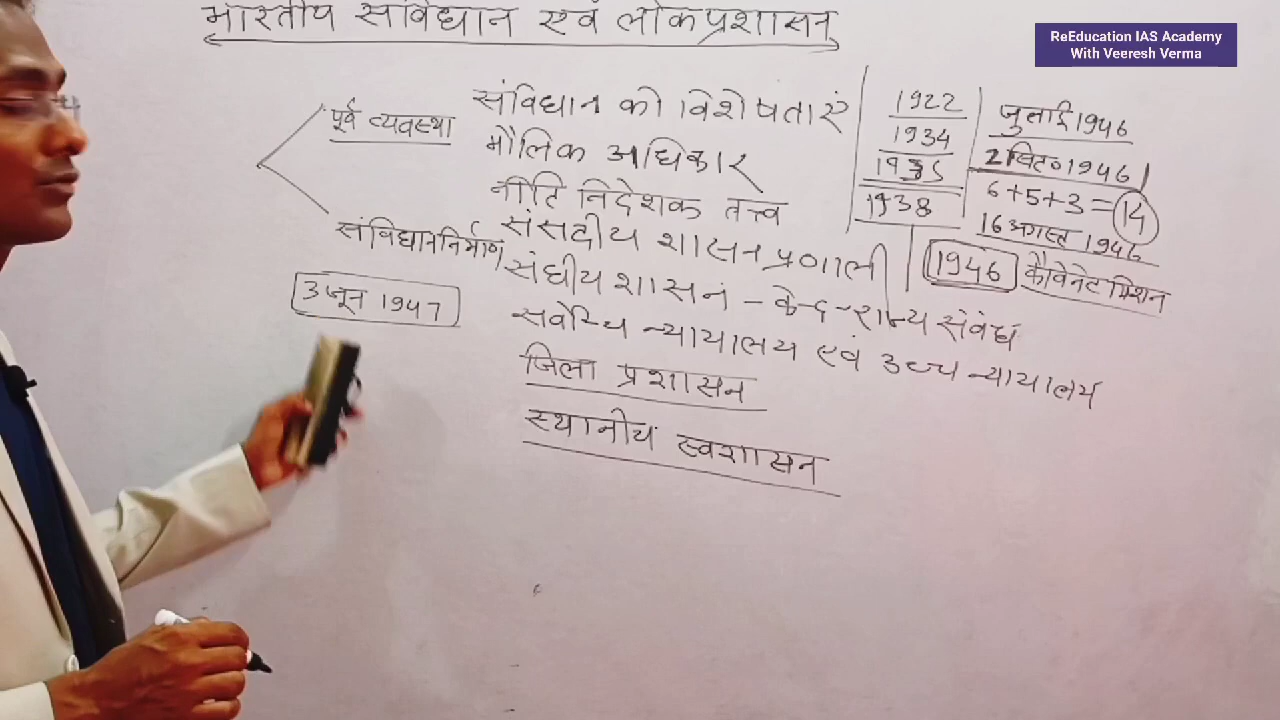 भारतीय संविधान एवं लोकप्रशासन
ReEducation IAS Academy
With Veeresh Verma
पूर्व व्यवस्था
संविधान निर्माण
3 जून 1947
संविधान की विशेषताएं
मौलिक अधिकार
नीति निदेशक तत्त्व
संसदीय शासन प्रणाली
संघीय शासन - केन्द्र-राज्य संबंध
सर्वोच्च न्यायालय एवं उच्च न्यायालय
जिला प्रशासन
स्थानीय स्वशासन
1922
1934
1935
1938
जुलाई 1946
2 सित० 1946
6+5+3=14
16 अगस्त 1946
1946 कैविनेट मिशन